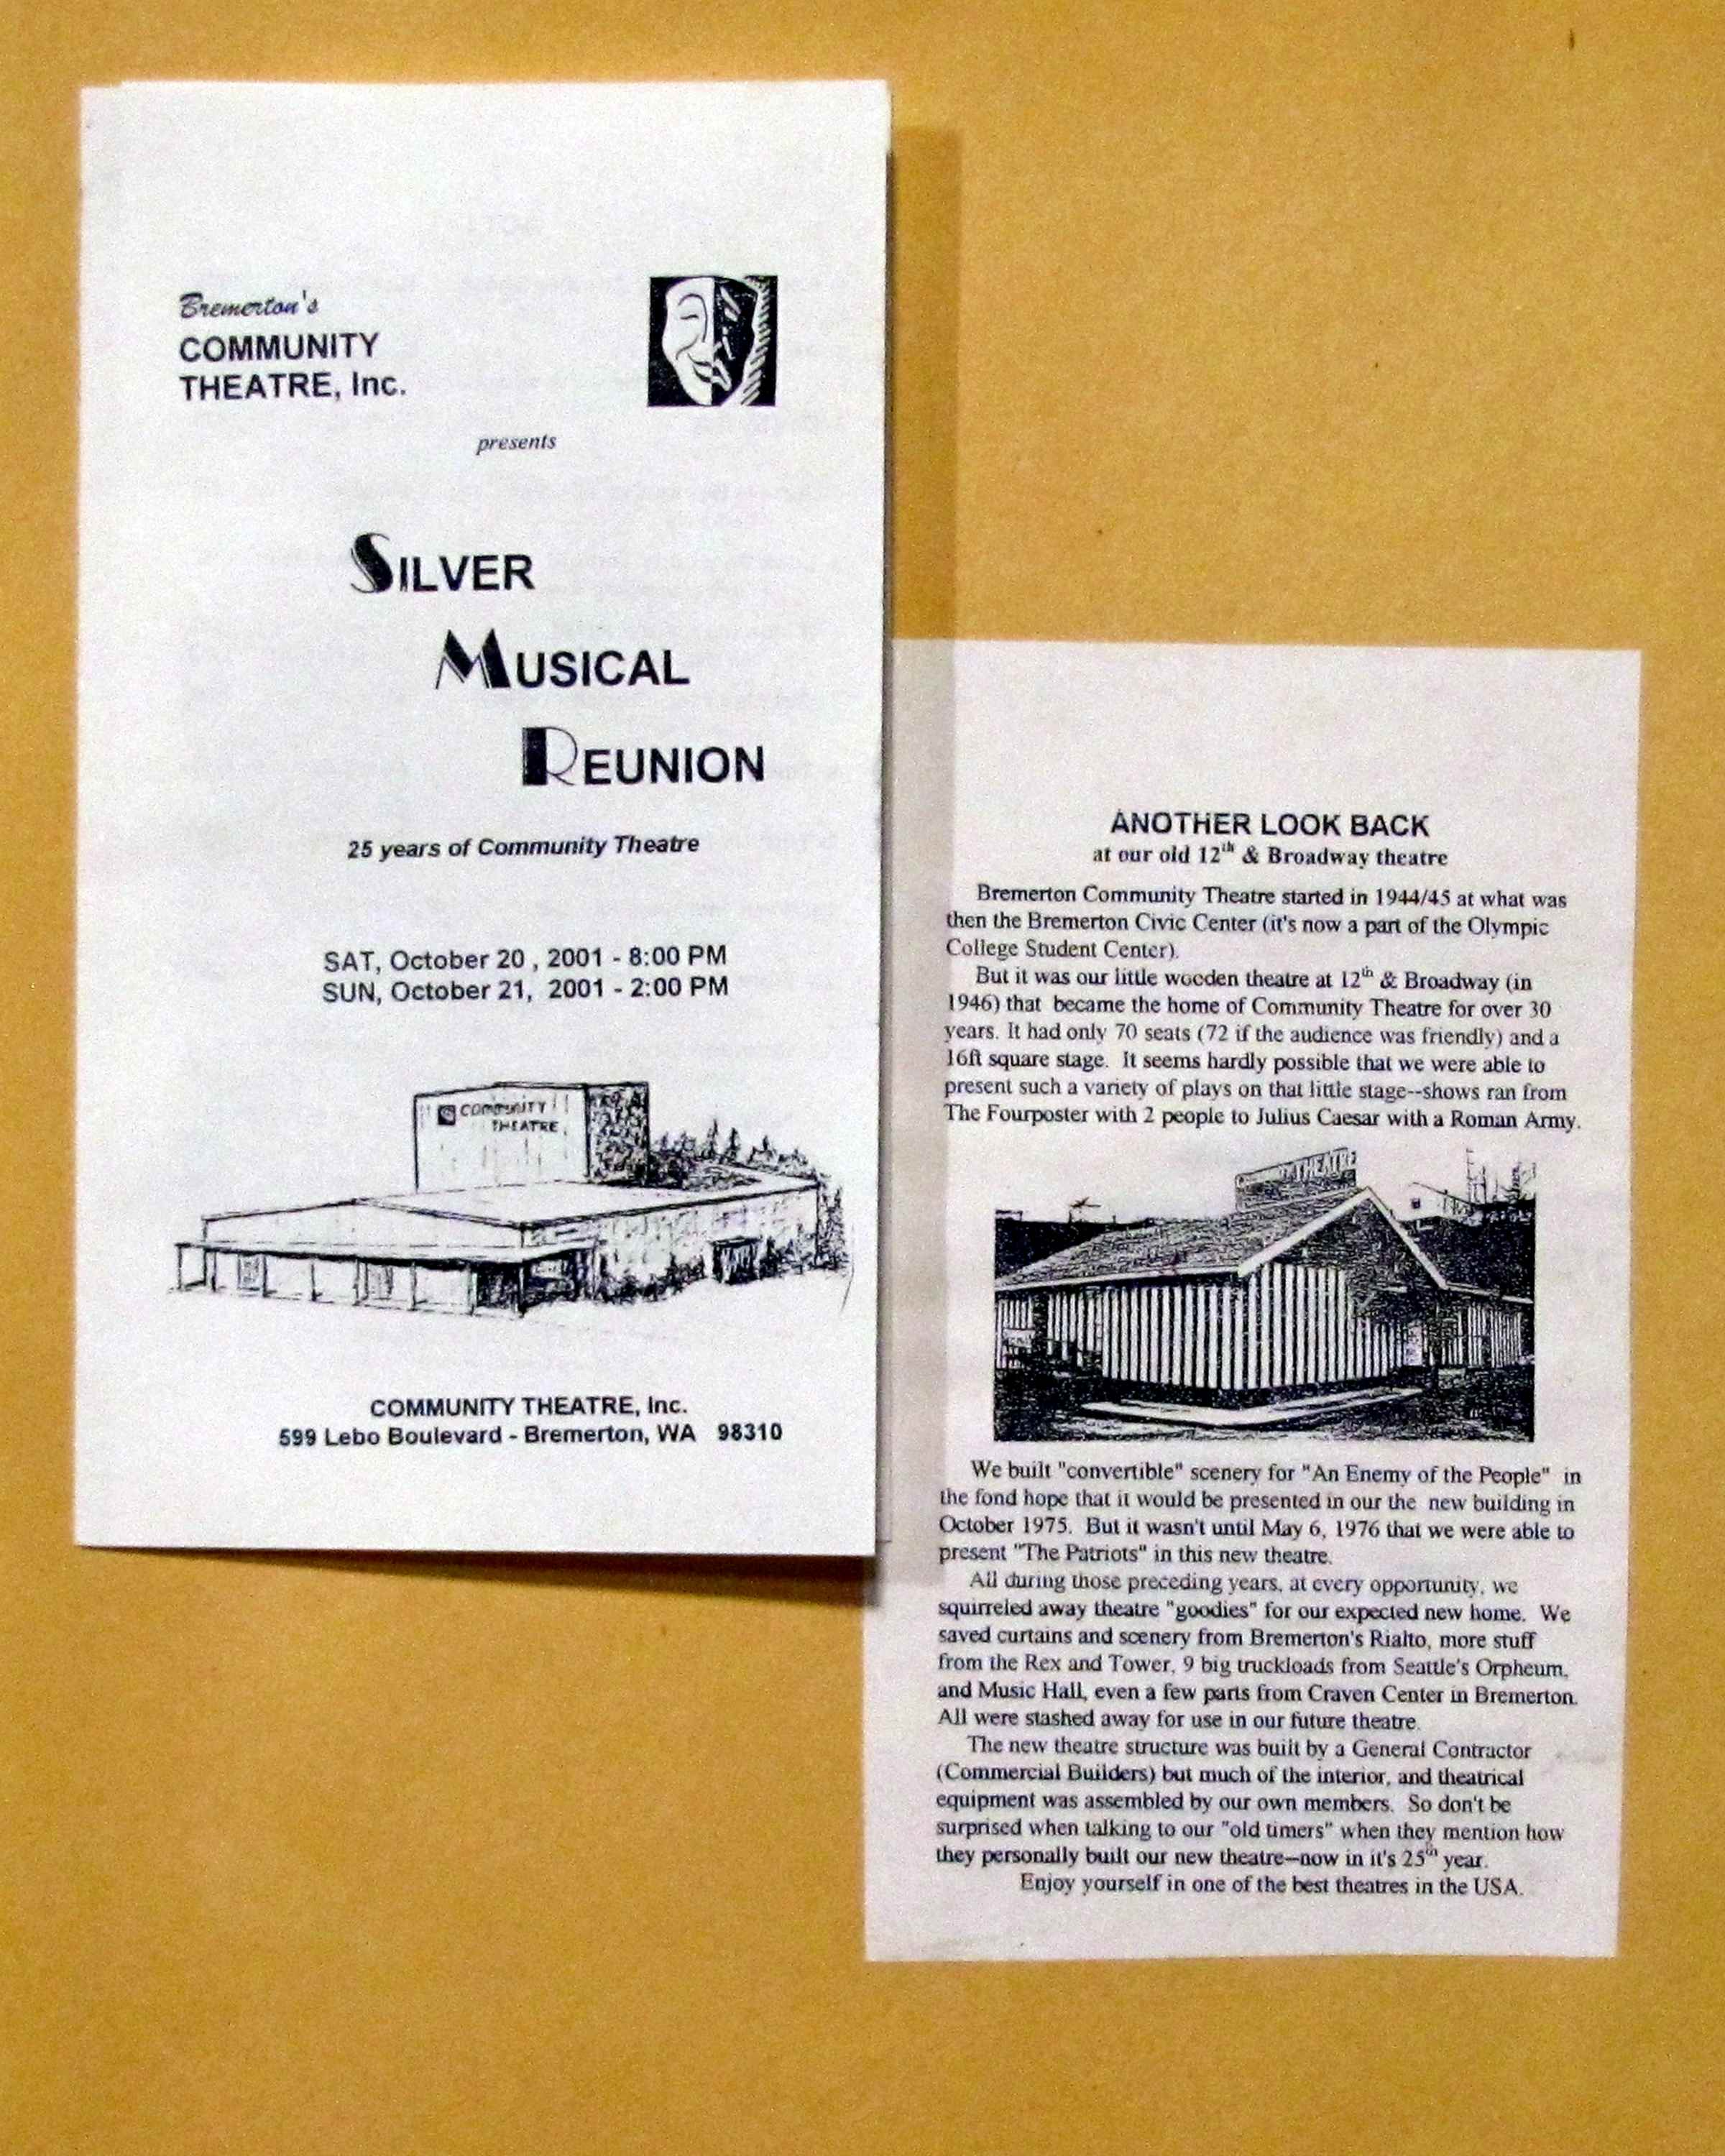 Bremerton's
COMMUNITY
THEATRE, Inc.
presents
SILVER
MUSICAL
REUNION
25 years of Community Theatre
SAT, October 20 , 2001 - 8:00 PM
SUN, October 21, 2001 - 2:00 PM
COMMUNITY
THEATRE
COMMUNITY THEATRE, Inc.
599 Lebo Boulevard - Bremerton, WA 98310
ANOTHER LOOK BACK
at our old 12th & Broadway theatre
Bremerton Community Theatre started in 1944/45 at what was
then the Bremerton Civic Center (it's now a part of the Olympic
College Student Center).
But it was our little wooden theatre at 12th & Broadway (in
1946) that became the home of Community Theatre for over 30
years. It had only 70 seats (72 if the audience was friendly) and a
16ft square stage. It seems hardly possible that we were able to
present such a variety of plays on that little stage--shows ran from
The Fourposter with 2 people to Julius Caesar with a Roman Army.
THEATRE
We built "convertible" scenery for "An Enemy of the People" in
the fond hope that it would be presented in our the new building in
October 1975. But it wasn't until May 6, 1976 that we were able to
present "The Patriots" in this new theatre.
All during those preceding years, at every opportunity, we
squirreled away theatre "goodies" for our expected new home. We
saved curtains and scenery from Bremerton's Rialto, more stuff
from the Rex and Tower, 9 big truckloads from Seattle's Orpheum,
and Music Hall, even a few parts from Craven Center in Bremerton.
All were stashed away for use in our future theatre.
The new theatre structure was built by a General Contractor
(Commercial Builders) but much of the interior, and theatrical
equipment was assembled by our own members. So don't be
surprised when talking to our "old timers" when they mention how
they personally built our new theatre--now in it's 25th year.
Enjoy yourself in one of the best theatres in the USA.